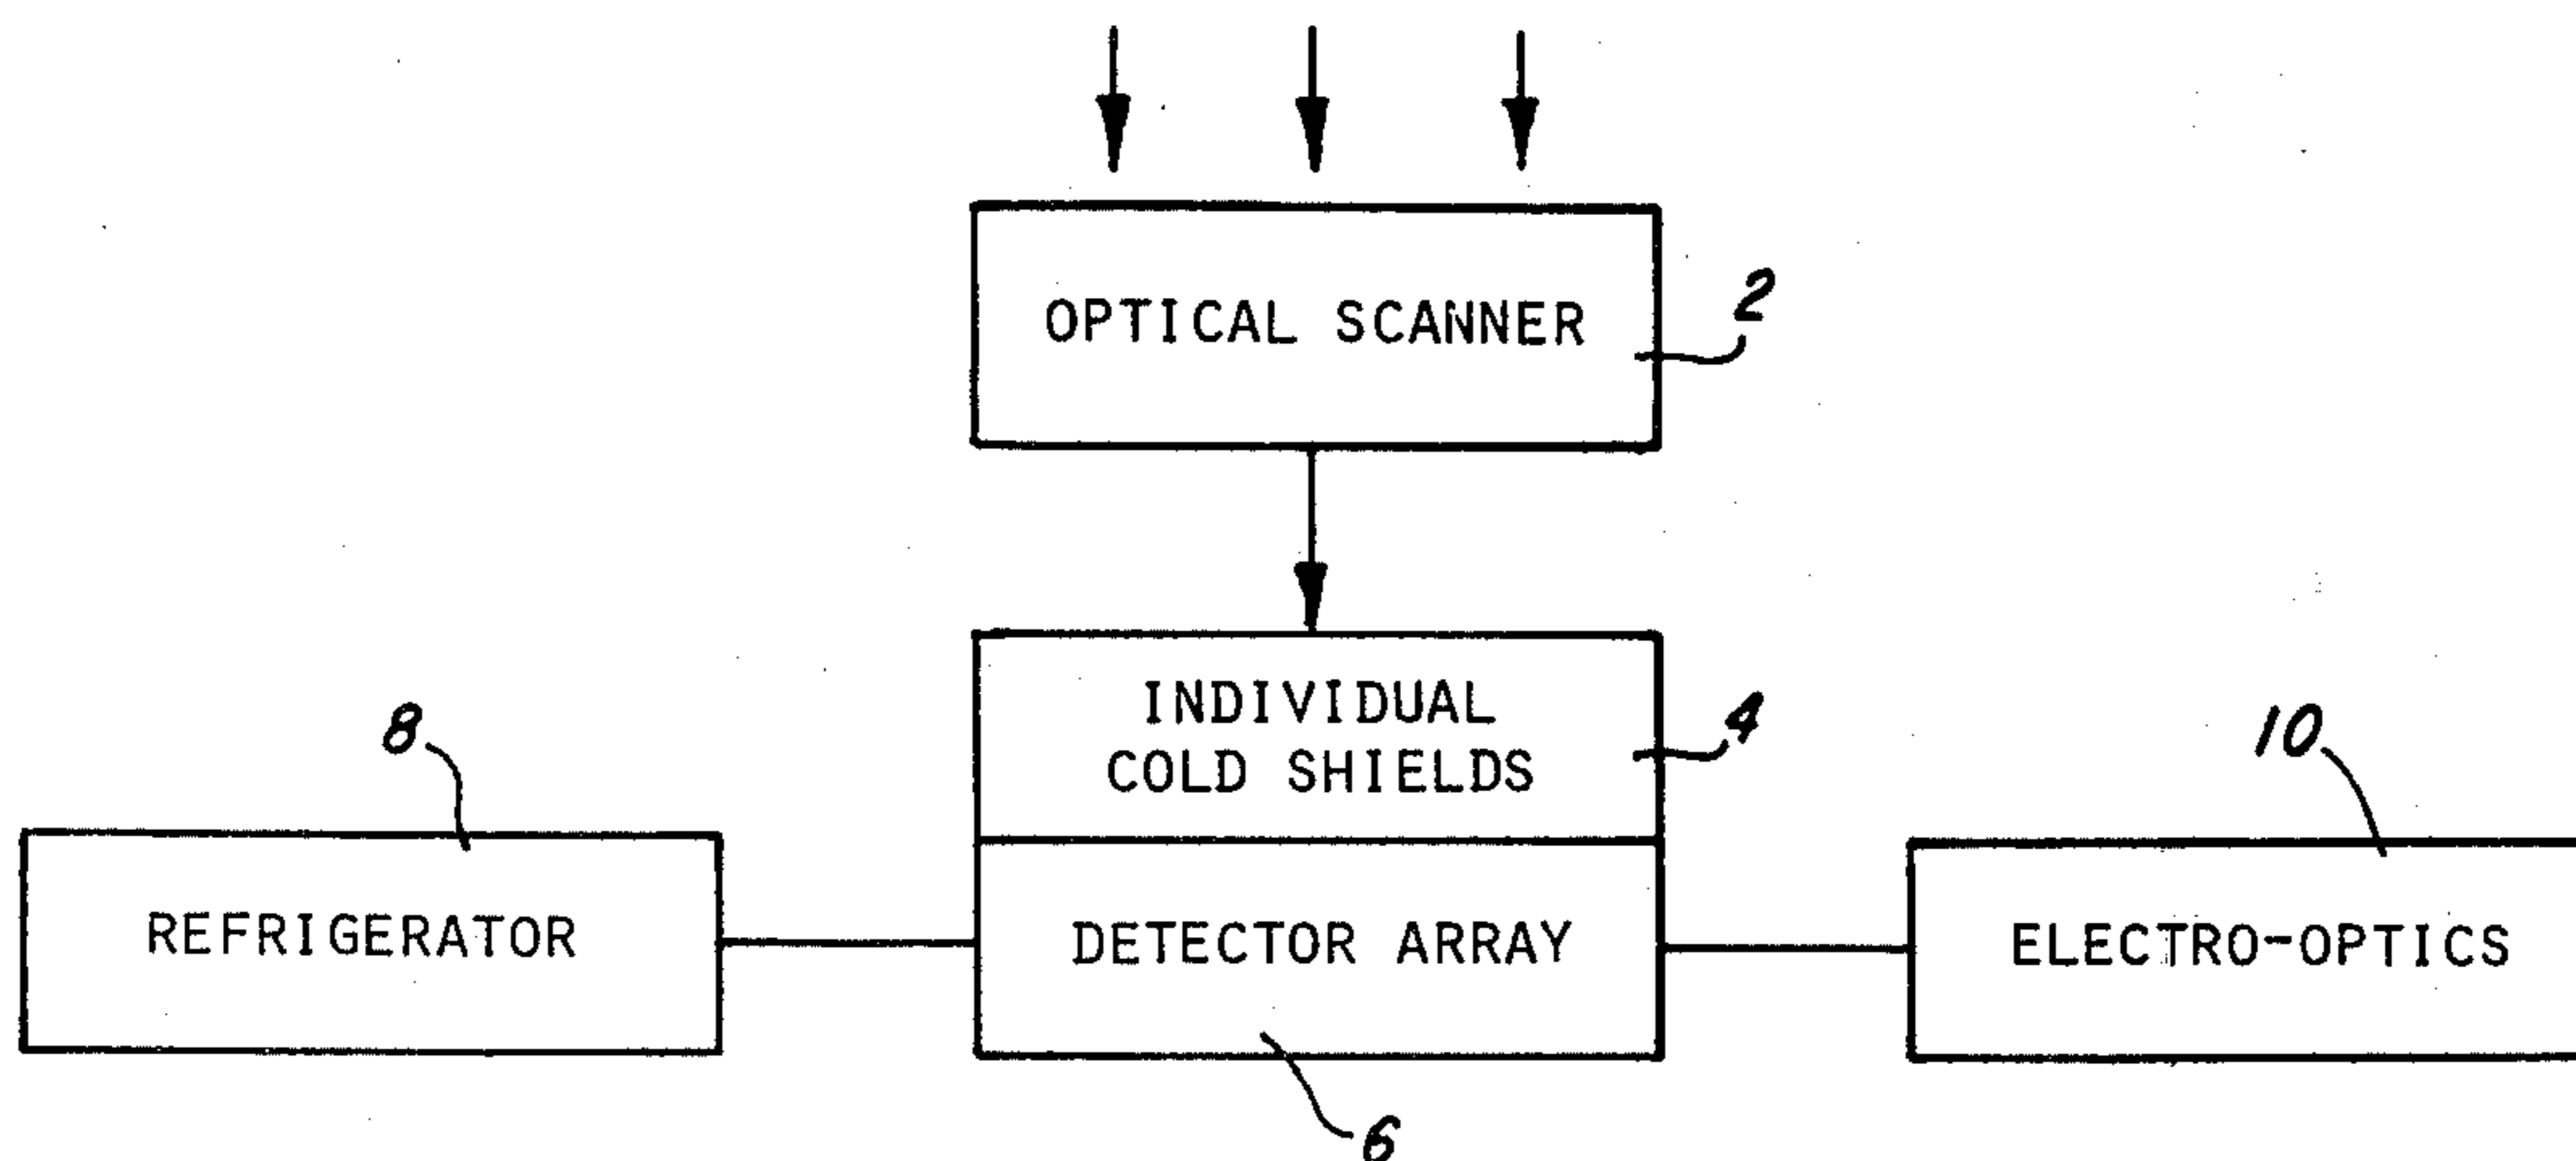 OPTICAL SCANNER
2
INDIVIDUAL
COLD SHIELDS
4
8
10
REFRIGERATOR
DETECTOR ARRAY
ELECTRO-OPTICS
6